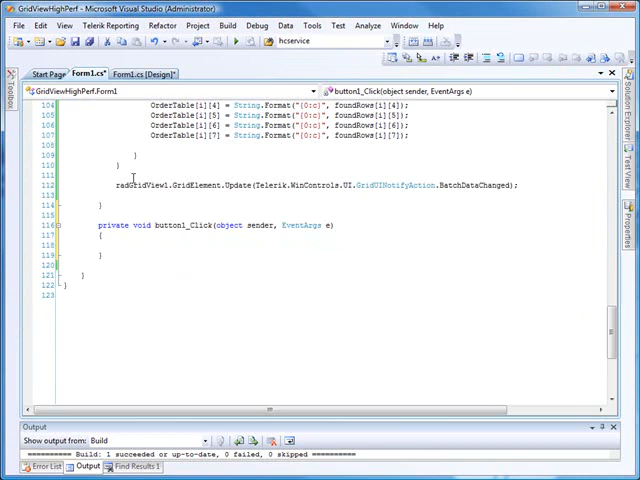 GridViewHighPerf - Microsoft Visual Studio (Administrator)
File Edit View Telerik Reporting Refactor Project Build Debug Data Tools Test Analyze Window Help
hcservice
Start Page Form1.cs* Form1.cs [Design]*
GridViewHighPerf.Form1 button1_Click(object sender, EventArgs e)
104 OrderTable[i][4] = String.Format("{0:c}", foundRows[i][4]);
105 OrderTable[i][5] = String.Format("{0:c}", foundRows[i][5]);
106 OrderTable[i][6] = String.Format("{0:c}", foundRows[i][6]);
107 OrderTable[i][7] = String.Format("{0:c}", foundRows[i][7]);
108
109 }
110 }
111
112 radGridView1.GridElement.Update(Telerik.WinControls.UI.GridUINotifyAction.BatchDataChanged);
113
114 }
115
116 private void button1_Click(object sender, EventArgs e)
117 {
118
119 }
120
121 }
122 }
123
Toolbox
Solution Explorer
Properties
Test View
Output
Show output from: Build
========== Build: 1 succeeded or up-to-date, 0 failed, 0 skipped ==========
Error List Output Find Results 1